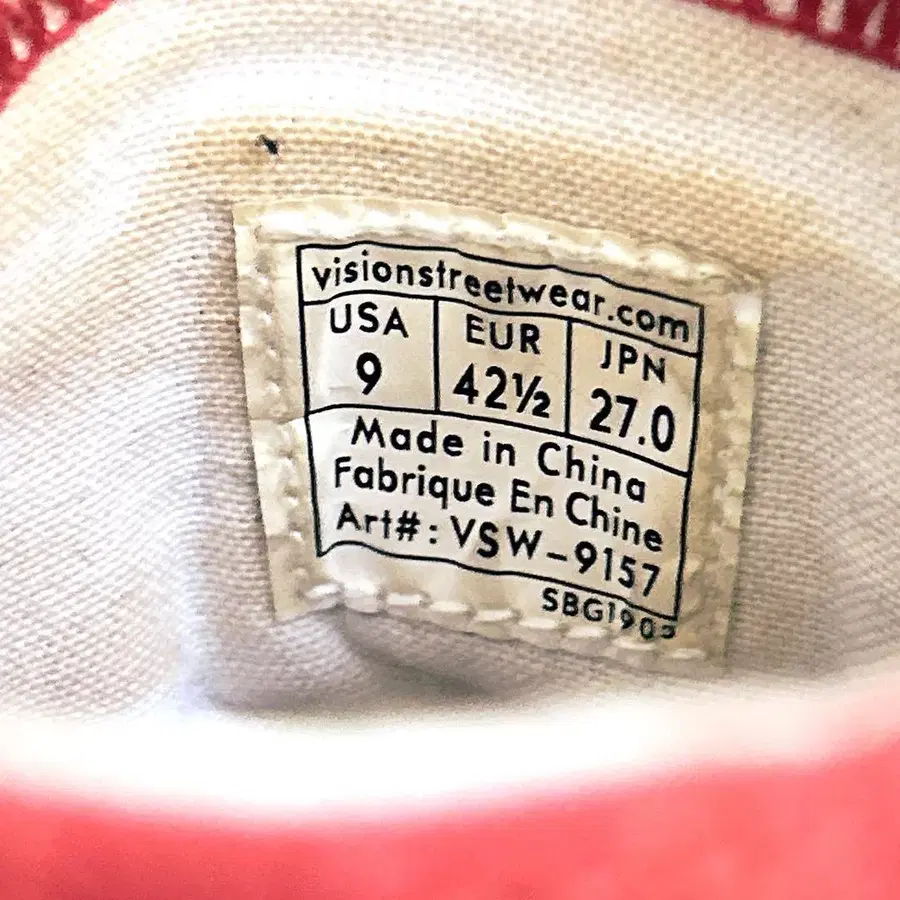 visionstreetwear.com
USA EUR JPN
9 42½ 27.0
Made in China
Fabrique En Chine
Art#: VSW-9157